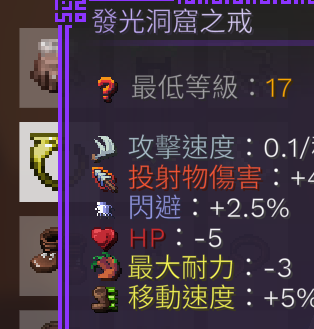 發光洞窟之戒
最低等級：17
攻擊速度：0.1/
投射物傷害：+4
閃避：+2.5%
HP：-5
最大耐力：-3
移動速度：+5%